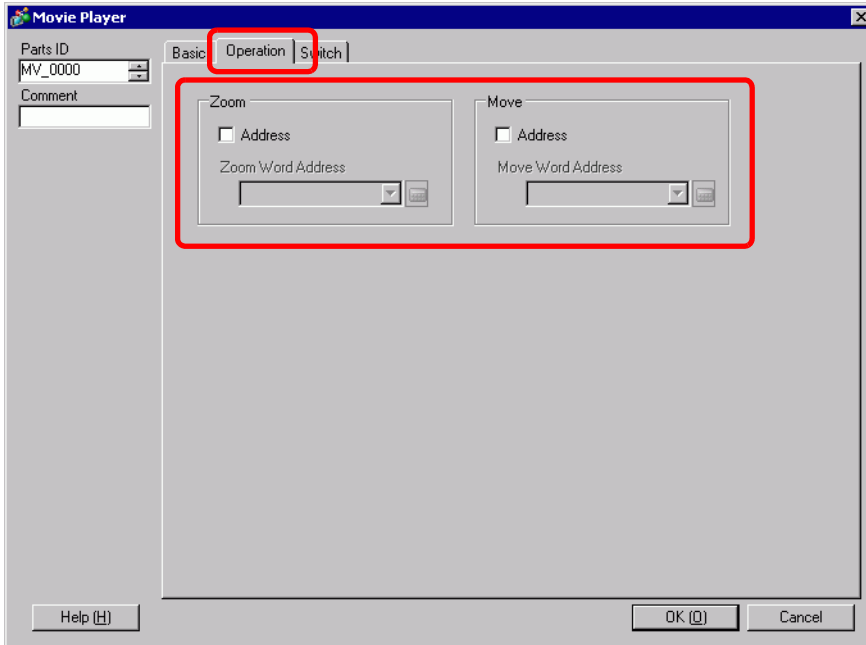 Movie Player
Parts ID
MV_0000
Comment
Basic Operation Switch
Zoom
Address
Zoom Word Address
Move
Address
Move Word Address
Help (H)
OK (O) Cancel